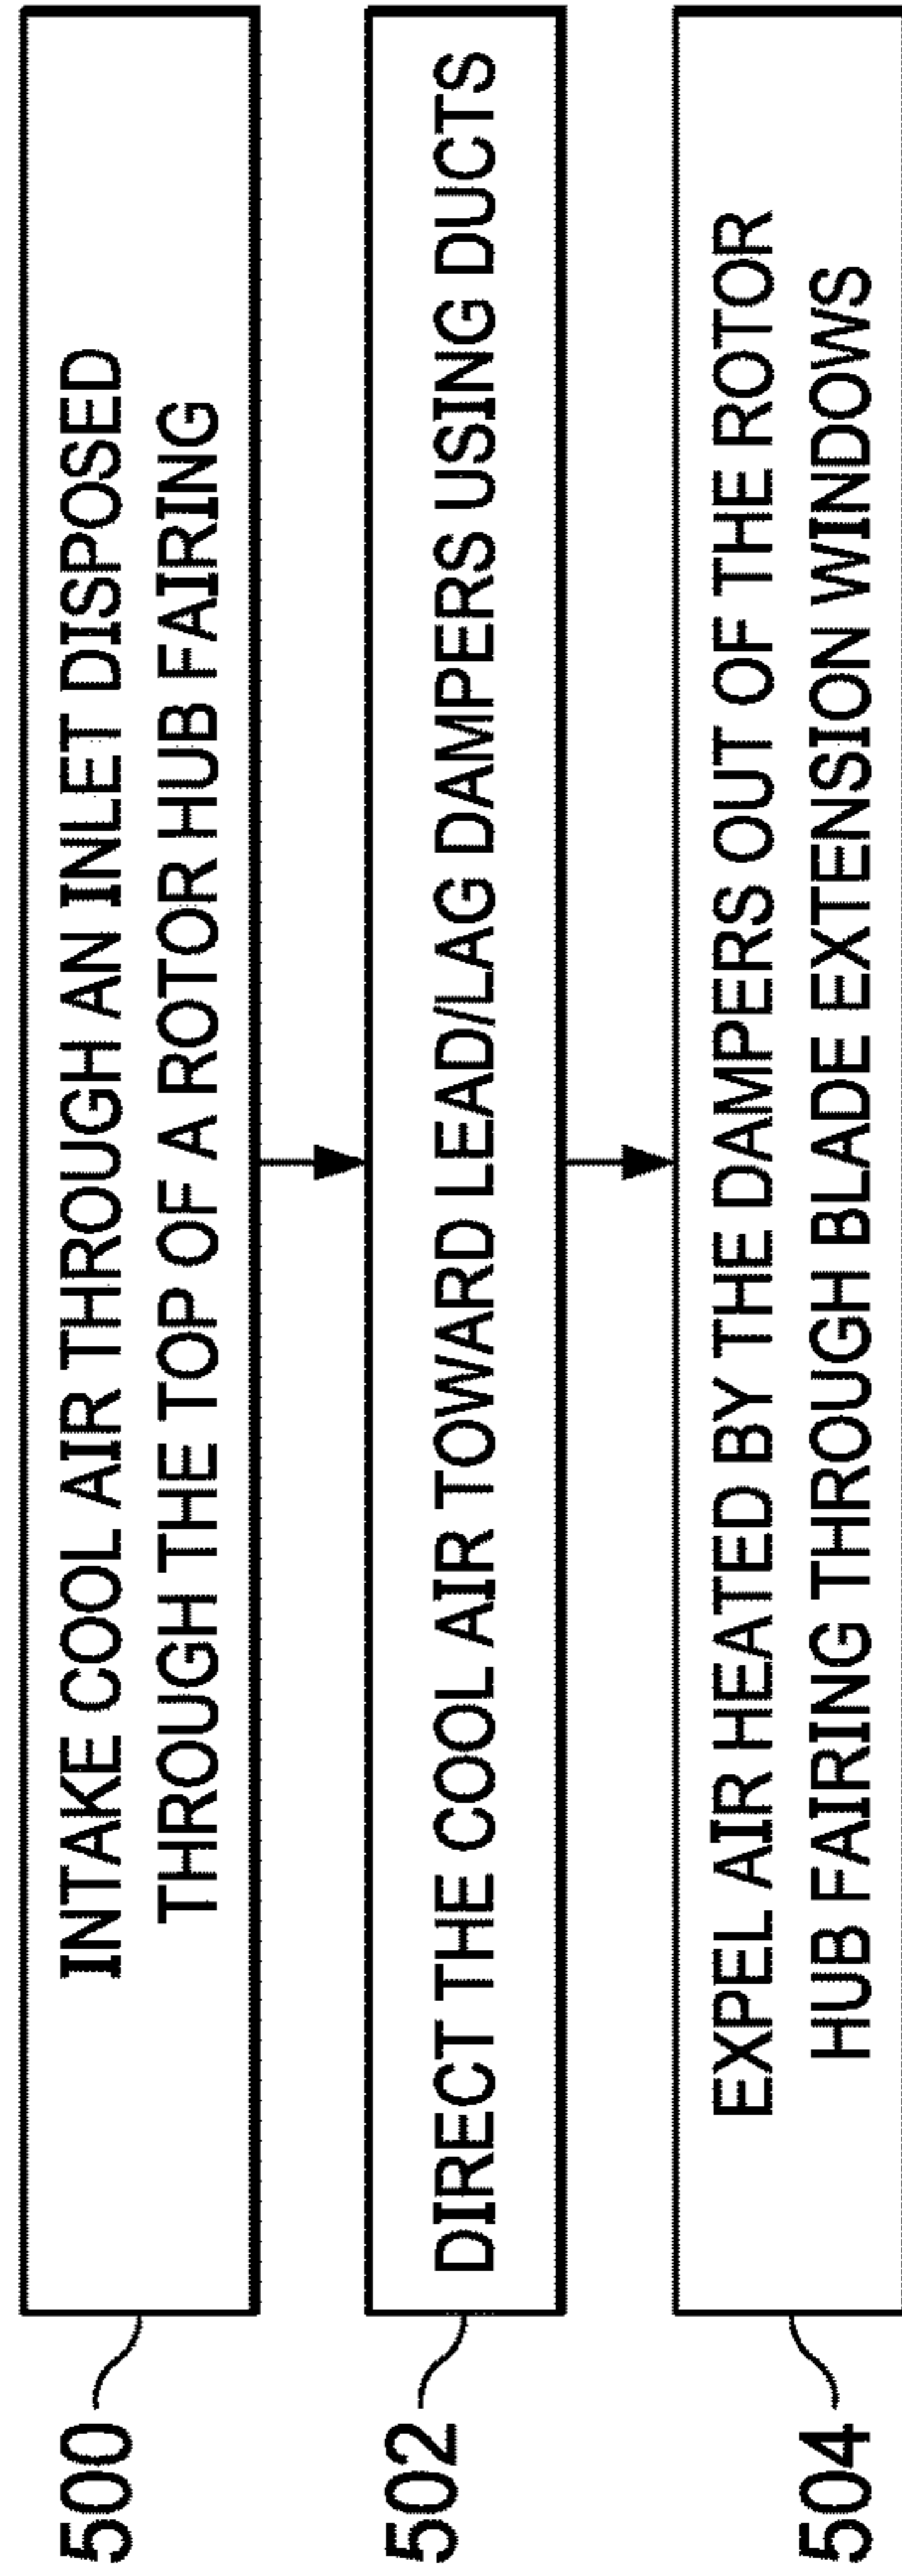 500
INTAKE COOL AIR THROUGH AN INLET DISPOSED
THROUGH THE TOP OF A ROTOR HUB FAIRING
502
DIRECT THE COOL AIR TOWARD LEAD/LAG DAMPERS USING DUCTS
504
EXPEL AIR HEATED BY THE DAMPERS OUT OF THE ROTOR
HUB FAIRING THROUGH BLADE EXTENSION WINDOWS